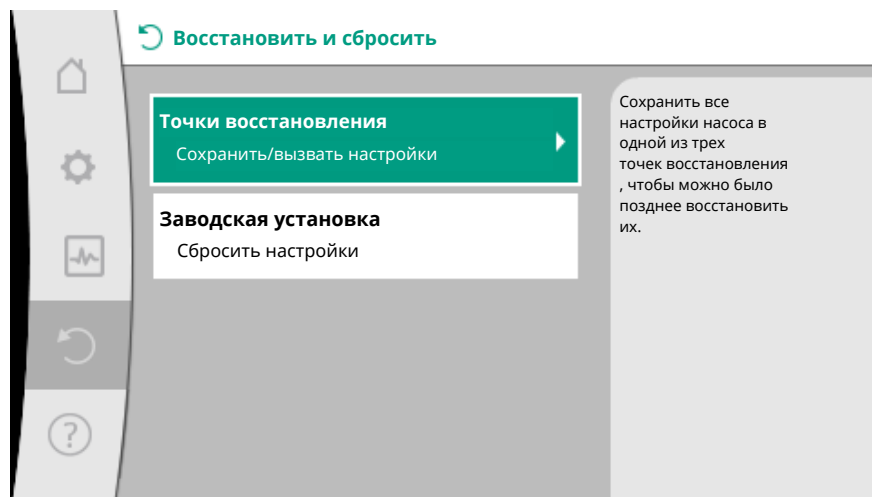 Восстановить и сбросить
Точки восстановления
Сохранить/вызвать настройки
Заводская установка
Сбросить настройки
Сохранить все
настройки насоса в
одной из трех
точек восстановления
, чтобы можно было
позднее восстановить
их.
?